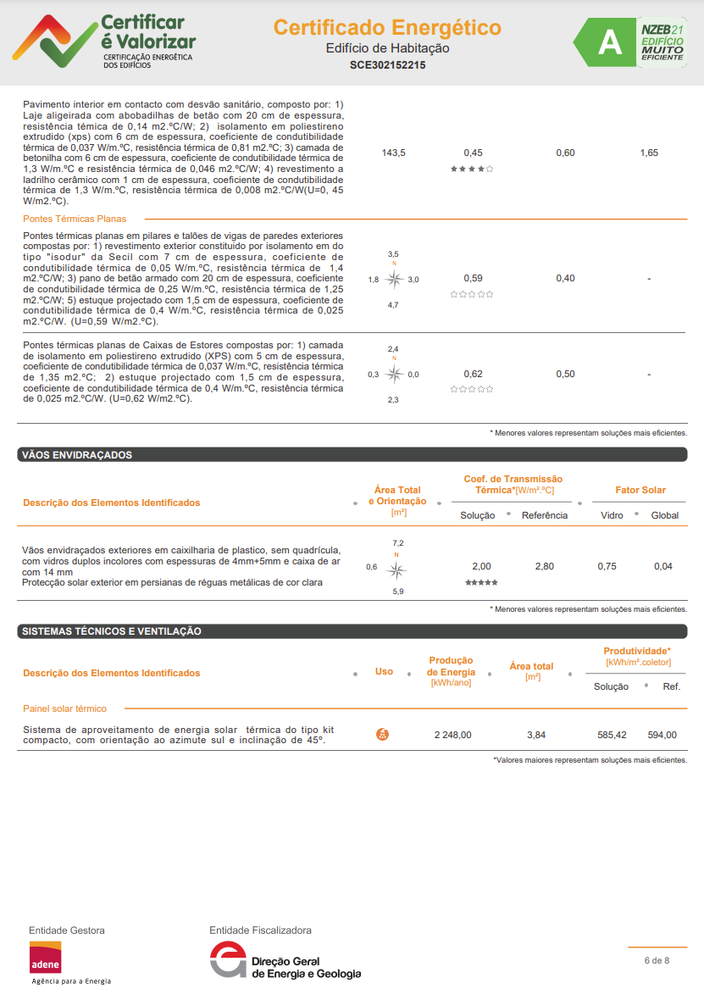 Certificar
é Valorizar
CERTIFICAÇÃO ENERGÉTICA
DOS EDIFÍCIOS
Certificado Energético
Edifício de Habitação
SCE302152215
A
NZEB21
EDIFÍCIO
MUITO
EFICIENTE
Pavimento interior em contacto com desvão sanitário, composto por: 1)
Laje aligeirada com abobadilhas de betão com 20 cm de espessura,
resistência témica de 0,14 m2.ºC/W; 2) isolamento em poliestireno
extrudido (xps) com 6 cm de espessura, coeficiente de condutibilidade
térmica de 0,037 W/m.ºC, resistência térmica de 0,81 m2.ºC; 3) camada de
betonilha com 6 cm de espessura, coeficiente de condutibilidade térmica de
1,3 W/m.ºC e resistência térmica de 0,046 m2.ºC/W; 4) revestimento a
ladrilho cerâmico com 1 cm de espessura, coeficiente de condutibilidade
térmica de 1,3 W/m.ºC, resistência térmica de 0,008 m2.ºC/W(U=0, 45
W/m2.ºC).
143,5
0,45
0,60
1,65
Pontes Térmicas Planas
Pontes térmicas planas em pilares e talões de vigas de paredes exteriores
compostas por: 1) revestimento exterior constituido por isolamento em do
tipo "isodur" da Secil com 7 cm de espessura, coeficiente de
condutibilidade térmica de 0,05 W/m.ºC, resistência térmica de 1,4
m2.ºC/W; 3) pano de betão armado com 20 cm de espessura, coeficiente
de condutibilidade térmica de 0,25 W/m.ºC, resistência térmica de 1,25
m2.ºC/W; 5) estuque projectado com 1,5 cm de espessura, coeficiente de
condutibilidade térmica de 0,4 W/m.ºC, resistência térmica de 0,025
m2.ºC/W. (U=0,59 W/m2.ºC).
3,5
N
1,8
3,0
4,7
0,59
0,40
-
Pontes térmicas planas de Caixas de Estores compostas por: 1) camada
de isolamento em poliestireno extrudido (XPS) com 5 cm de espessura,
coeficiente de condutibilidade térmica de 0,037 W/m.ºC, resistência térmica
de 1,35 m2.ºC; 2) estuque projectado com 1,5 cm de espessura,
coeficiente de condutibilidade térmica de 0,4 W/m.ºC, resistência térmica
de 0,025 m2.ºC/W. (U=0,62 W/m2.ºC).
2,4
N
0,3
0,0
2,3
0,62
0,50
-
* Menores valores representam soluções mais eficientes.
VÃOS ENVIDRAÇADOS
Descrição dos Elementos Identificados
Área Total
e Orientação
[m²]
Coef. de Transmissão
Térmica*[W/m².ºC]
Solução
Referência
Fator Solar
Vidro
Global
Vãos envidraçados exteriores em caixilharia de plastico, sem quadrícula,
com vidros duplos incolores com espessuras de 4mm+5mm e caixa de ar
com 14 mm
Protecção solar exterior em persianas de réguas metálicas de cor clara
7,2
N
0,6
5,9
2,00
2,80
0,75
0,04
* Menores valores representam soluções mais eficientes.
SISTEMAS TÉCNICOS E VENTILAÇÃO
Descrição dos Elementos Identificados
Uso
Produção
de Energia
[kWh/ano]
Área total
[m²]
Produtividade*
[kWh/m².coletor]
Solução
Ref.
Painel solar térmico
Sistema de aproveitamento de energia solar térmica do tipo kit
compacto, com orientação ao azimute sul e inclinação de 45º.
2 248,00
3,84
585,42
594,00
*Valores maiores representam soluções mais eficientes.
Entidade Gestora
adene
Agência para a Energia
Entidade Fiscalizadora
Direção Geral
de Energia e Geologia
6 de 8